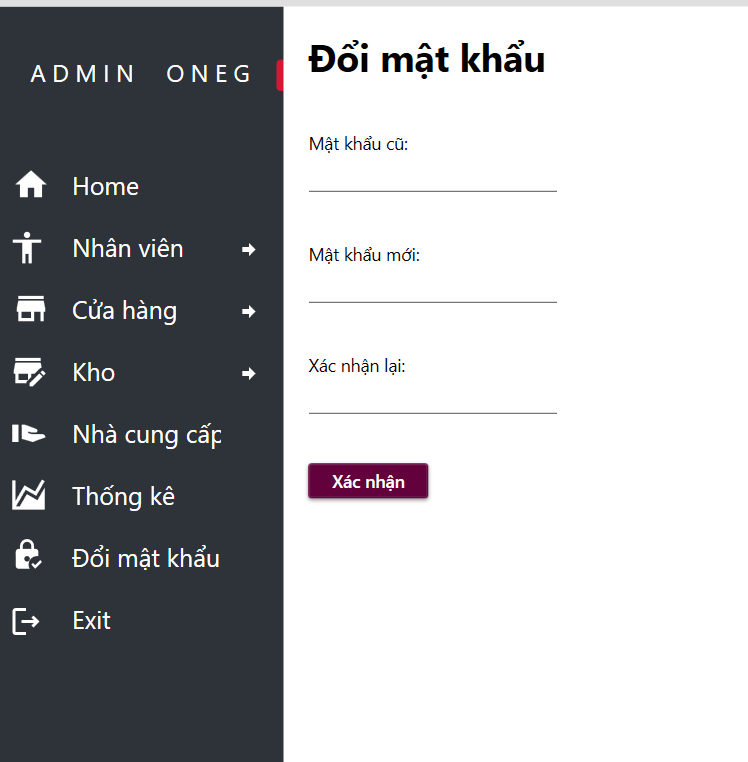 ADMIN ONEG
Home
Nhân viên
Cửa hàng
Kho
Nhà cung cấp
Thống kê
Đổi mật khẩu
Exit
Đổi mật khẩu
Mật khẩu cũ:
Mật khẩu mới:
Xác nhận lại:
Xác nhận